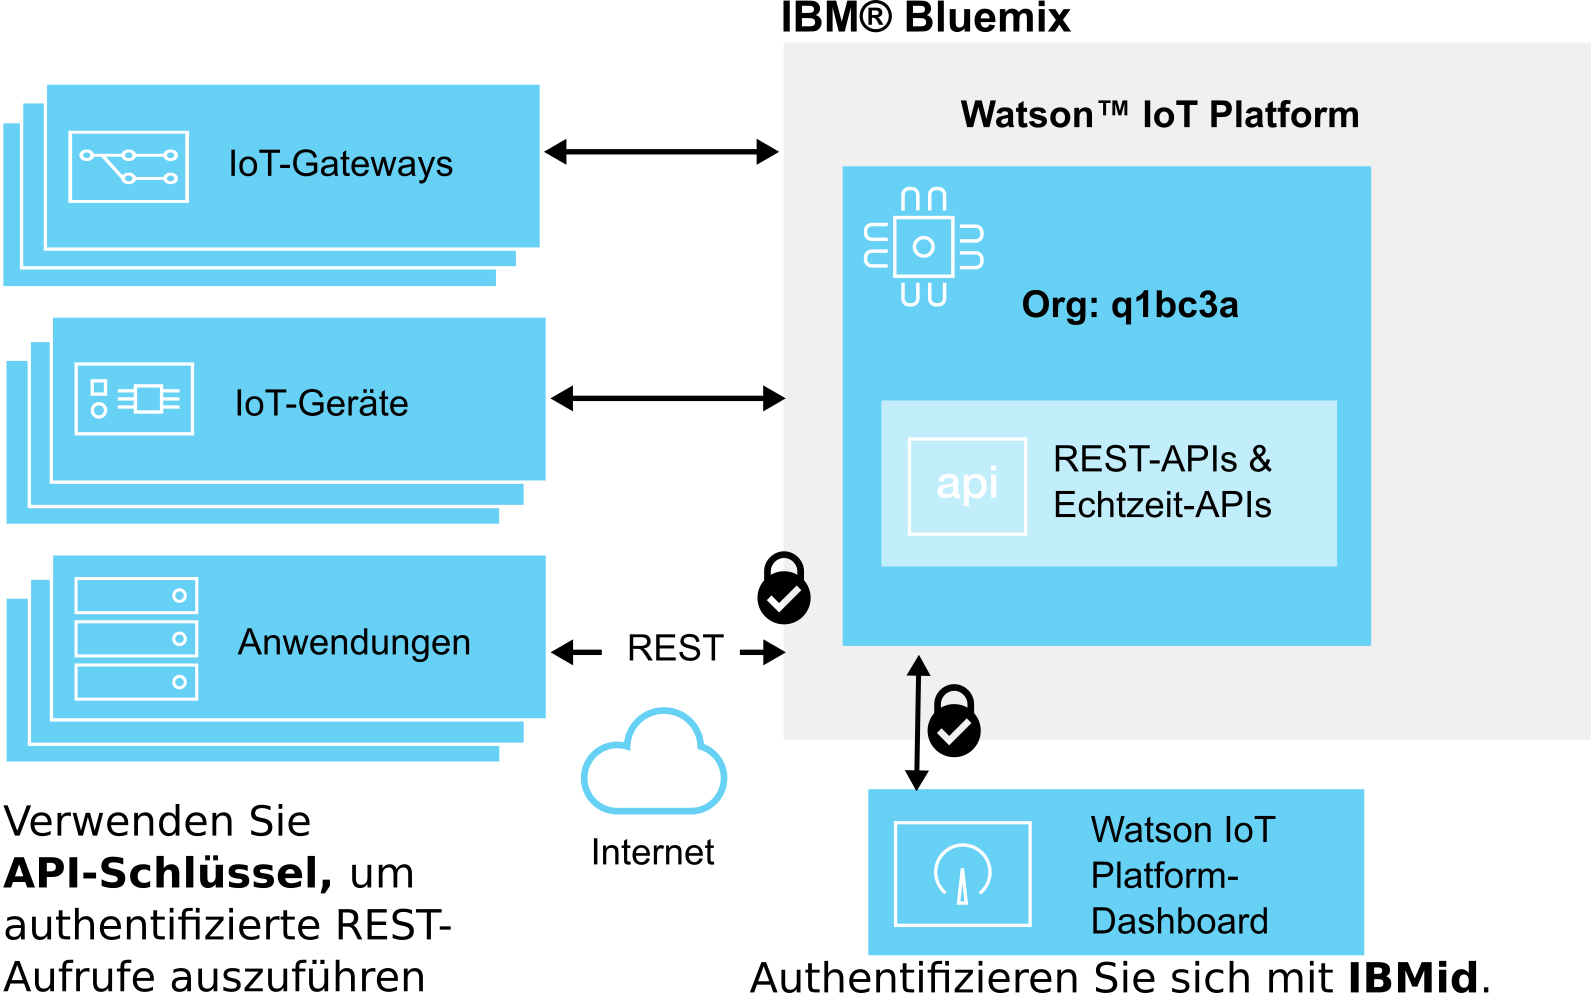 IBM® Bluemix
Watson™ IoT Platform
IoT-Gateways
Org: q1bc3a
IoT-Geräte
api
REST-APIs &
Echtzeit-APIs
Anwendungen
REST
Internet
Verwenden Sie
API-Schlüssel, um
authentifizierte REST-
Aufrufe auszuführen
Watson IoT
Platform-
Dashboard
Authentifizieren Sie sich mit IBMid.